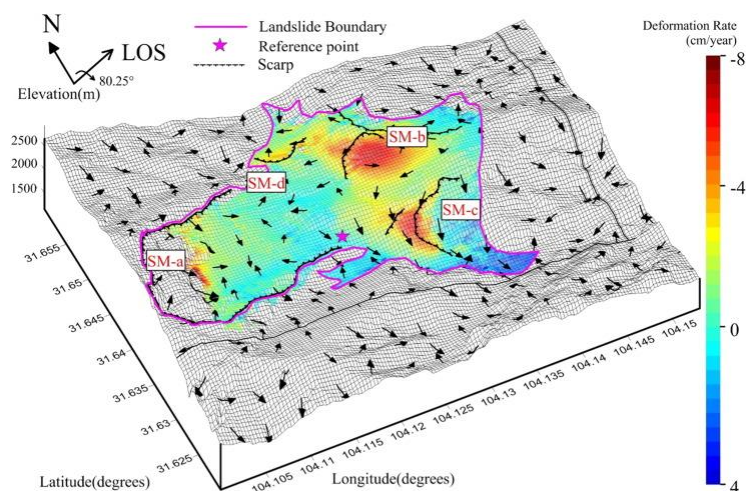 N
LOS
80.25°
Landslide Boundary
Reference point
Scarp
Deformation Rate
(cm/year)
-8
-4
0
4
Elevation(m)
2500
2000
1500
SM-b
SM-d
SM-c
SM-a
31.655
31.65
31.645
31.64
31.635
31.63
31.625
Latitude(degrees)
104.105
104.11
104.115
104.12
104.125
104.13
104.135
104.14
104.145
104.15
Longitude(degrees)